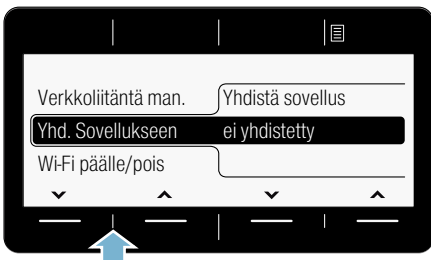 Verkkoliitäntä man. Yhdistä sovellus
Yhd. Sovellukseen ei yhdistetty
Wi-Fi päälle/pois